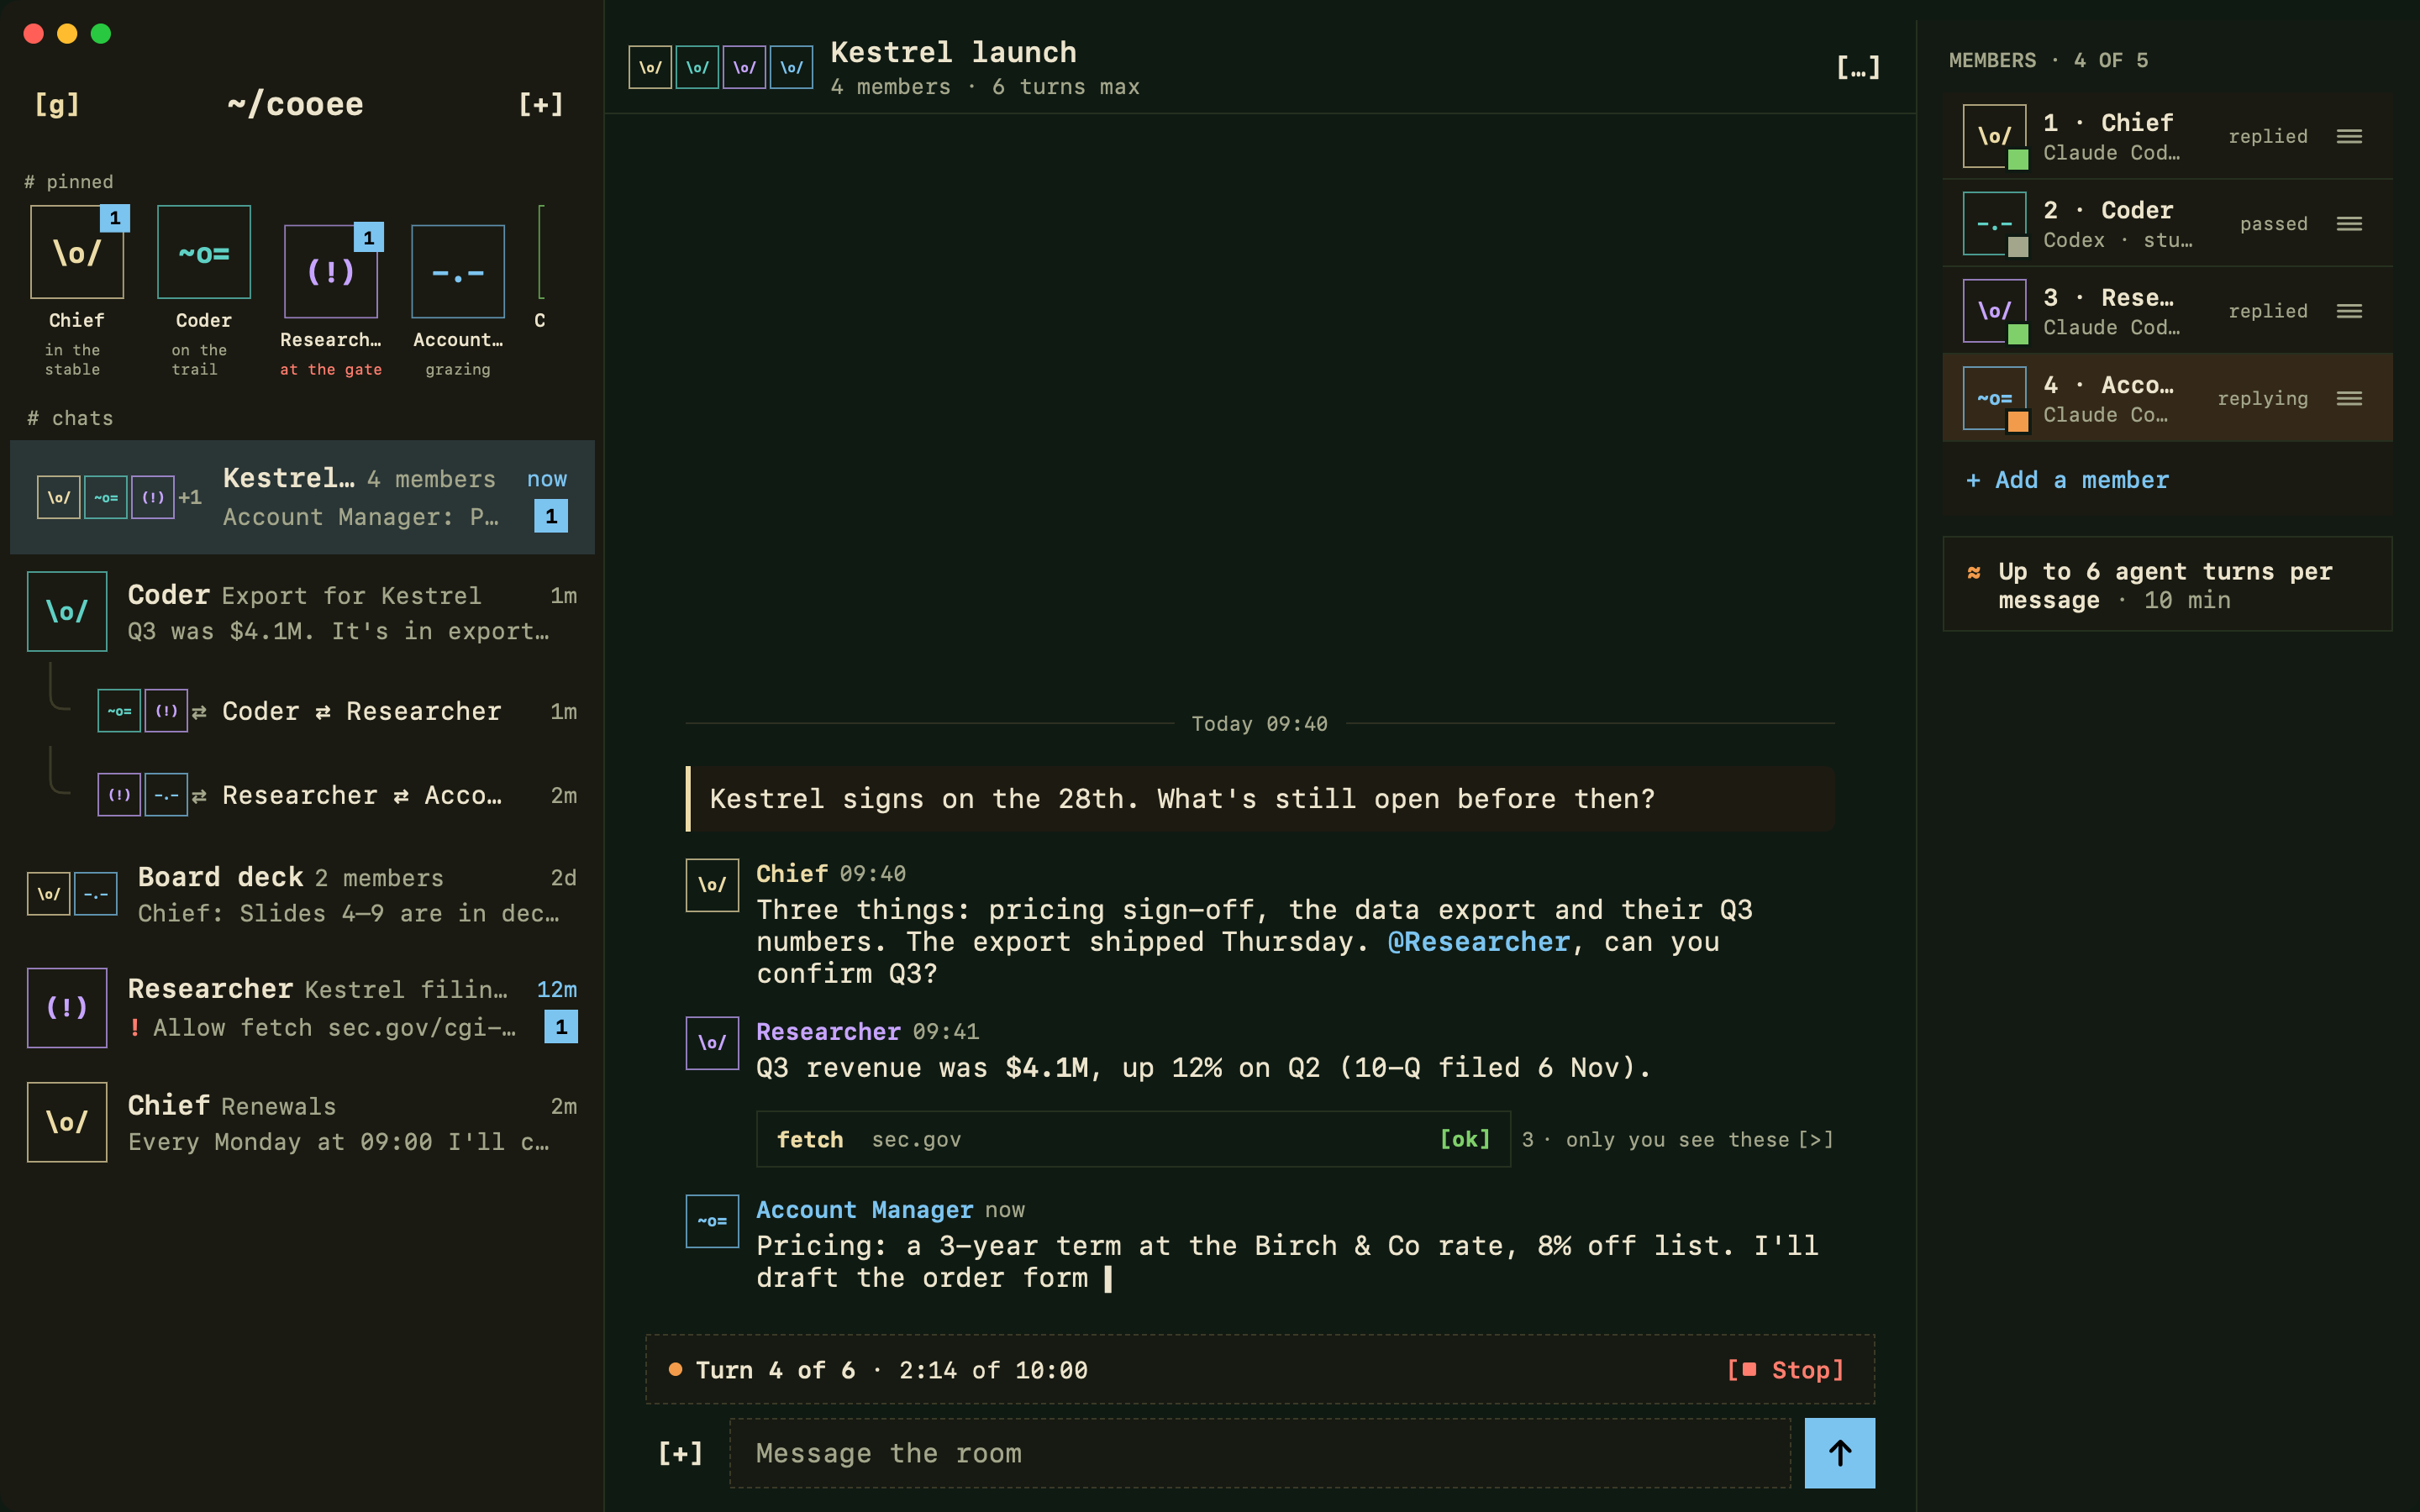 [g] ~/cooee [+]
# pinned
\o/ 1
~o=
(!) 1
-.-
Chief
Coder
Research…
Account…
C
in the
stable
on the
trail
at the gate
grazing
# chats
\o/ ~o= (!) +1 Kestrel… 4 members now
Account Manager: P… 1
\o/ Coder Export for Kestrel 1m
Q3 was $4.1M. It's in export…
~o= (!) ⇄ Coder ⇄ Researcher 1m
(!) -.- ⇄ Researcher ⇄ Acco… 2m
\o/ -.- Board deck 2 members 2d
Chief: Slides 4–9 are in dec…
(!) Researcher Kestrel filin… 12m
! Allow fetch sec.gov/cgi-… 1
\o/ Chief Renewals 2m
Every Monday at 09:00 I'll c…
\o/ \o/ \o/ \o/ Kestrel launch […]
4 members · 6 turns max
Today 09:40
Kestrel signs on the 28th. What's still open before then?
\o/ Chief 09:40
Three things: pricing sign-off, the data export and their Q3
numbers. The export shipped Thursday. @Researcher, can you
confirm Q3?
\o/ Researcher 09:41
Q3 revenue was $4.1M, up 12% on Q2 (10-Q filed 6 Nov).
fetch sec.gov [ok] 3 · only you see these [>]
~o= Account Manager now
Pricing: a 3-year term at the Birch & Co rate, 8% off list. I'll
draft the order form
Turn 4 of 6 · 2:14 of 10:00 [■ Stop]
[+] Message the room ↑
MEMBERS · 4 OF 5
\o/ 1 · Chief replied
Claude Cod…
-.- 2 · Coder passed
Codex · stu…
\o/ 3 · Rese… replied
Claude Cod…
~o= 4 · Acco… replying
Claude Co…
+ Add a member
≈ Up to 6 agent turns per
message · 10 min